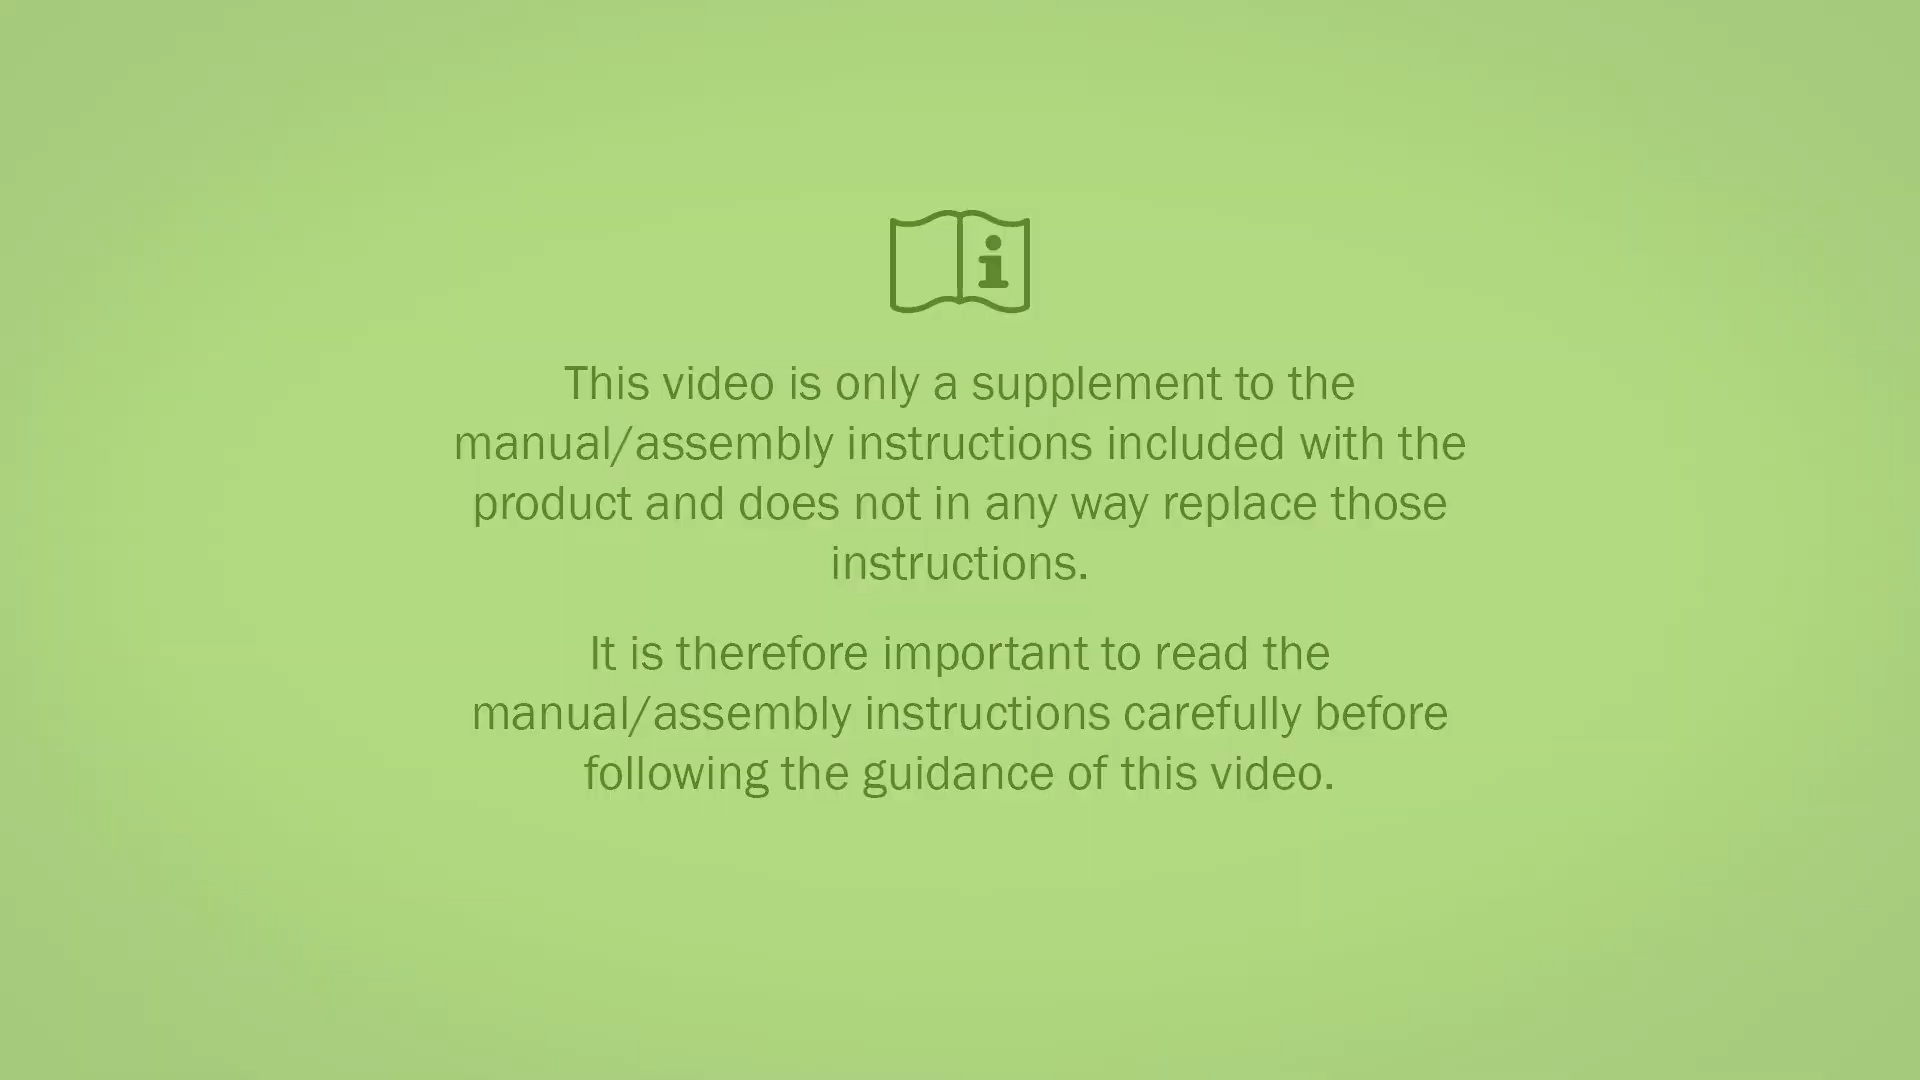 This video is only a supplement to the
manual/assembly instructions included with the
product and does not in any way replace those
instructions.
It is therefore important to read the
manual/assembly instructions carefully before
following the guidance of this video.